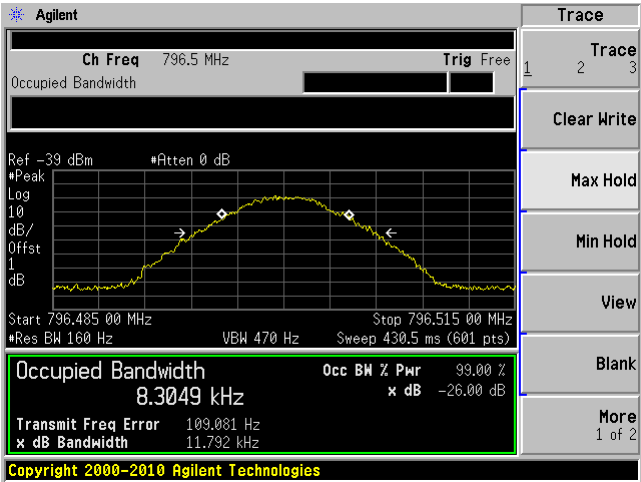 Agilent
Trace
Ch Freq 796.5 MHz Trig Free
Occupied Bandwidth
Trace
1 2 3
Clear Write
Max Hold
Min Hold
View
Blank
More
1 of 2
Ref -39 dBm #Atten 0 dB
#Peak
Log
10
dB/
Offst
1
dB
Start 796.485 00 MHz Stop 796.515 00 MHz
#Res BW 160 Hz VBW 470 Hz Sweep 430.5 ms (601 pts)
Occupied Bandwidth Occ BW % Pwr 99.00 %
8.3049 kHz x dB -26.00 dB
Transmit Freq Error 109.081 Hz
x dB Bandwidth 11.792 kHz
Copyright 2000-2010 Agilent Technologies